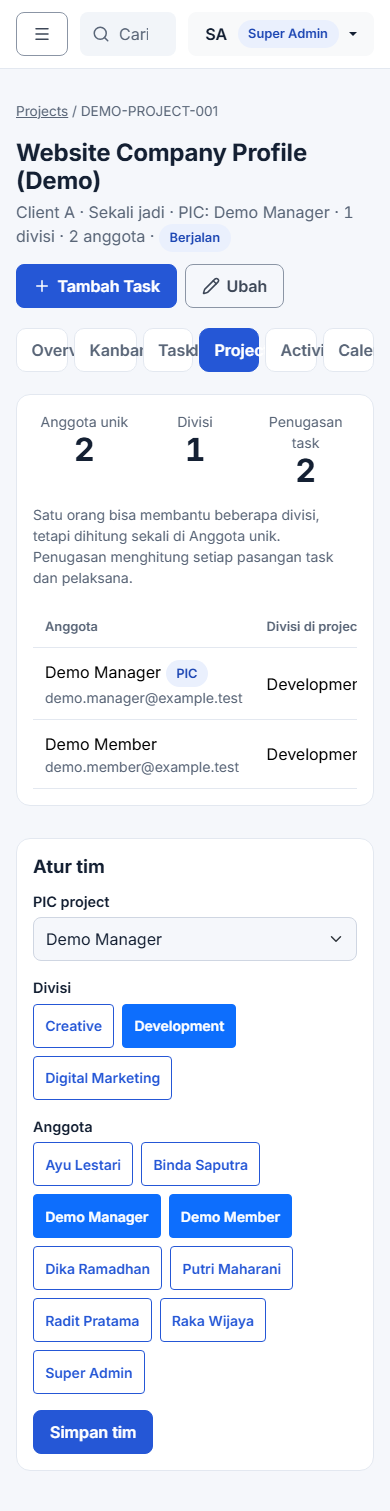 Cari
SA Super Admin
Projects / DEMO-PROJECT-001
Website Company Profile
(Demo)
Client A · Sekali jadi · PIC: Demo Manager · 1
divisi · 2 anggota · Berjalan
+ Tambah Task Ubah
Overv Kanbar Taskl Projec Activi Cale
Anggota unik Divisi Penugasan
task
2 1 2
Satu orang bisa membantu beberapa divisi,
tetapi dihitung sekali di Anggota unik.
Penugasan menghitung setiap pasangan task
dan pelaksana.
Anggota Divisi di projec
Demo Manager PIC
demo.manager@example.test Developmer
Demo Member
demo.member@example.test Developmer
Atur tim
PIC project
Demo Manager
Divisi
Creative Development
Digital Marketing
Anggota
Ayu Lestari Binda Saputra
Demo Manager Demo Member
Dika Ramadhan Putri Maharani
Radit Pratama Raka Wijaya
Super Admin
Simpan tim